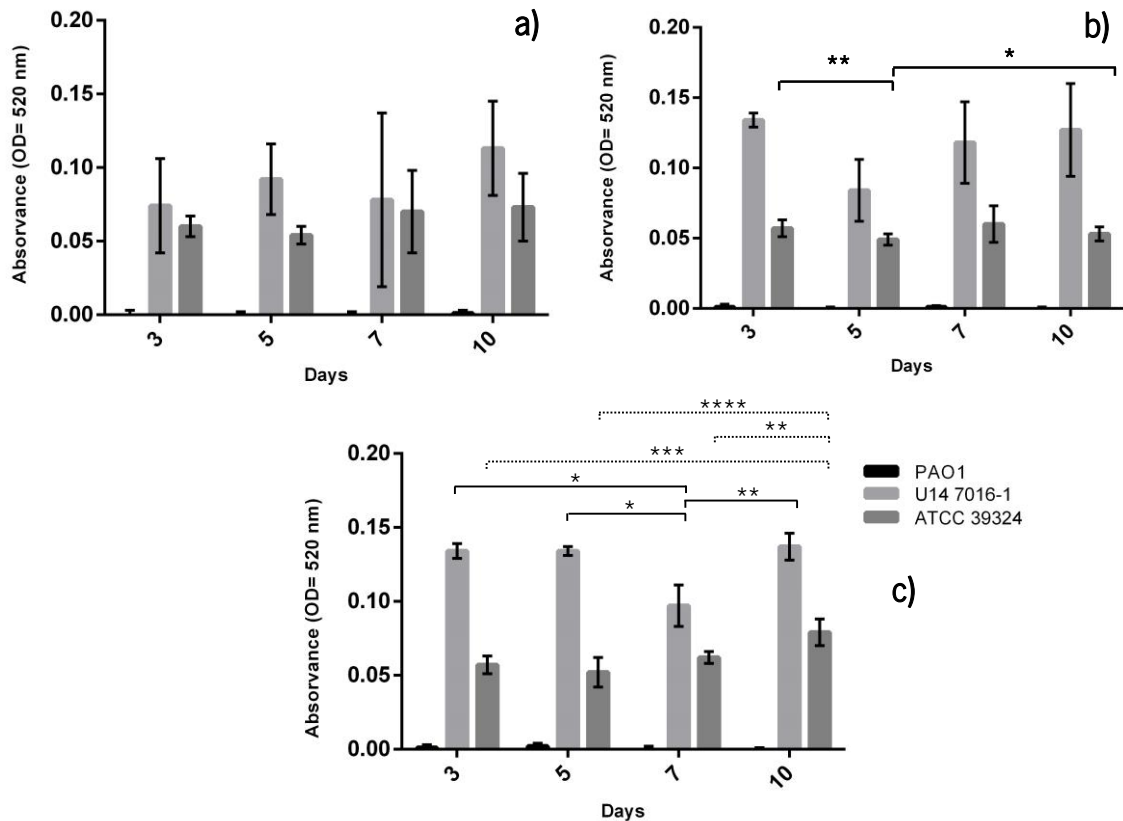 a)
Absorvance (OD= 520 nm)
0.20
0.15
0.10
0.05
0.00
3
5
7
10
Days
b)
Absorvance (OD= 520 nm)
0.20
0.15
0.10
0.05
0.00
**
*
3
5
7
10
Days
****
**
***
*
**
*
Absorvance (OD= 520 nm)
0.20
0.15
0.10
0.05
0.00
3
5
7
10
Days
PAO1
U14 7016-1
ATCC 39324
c)